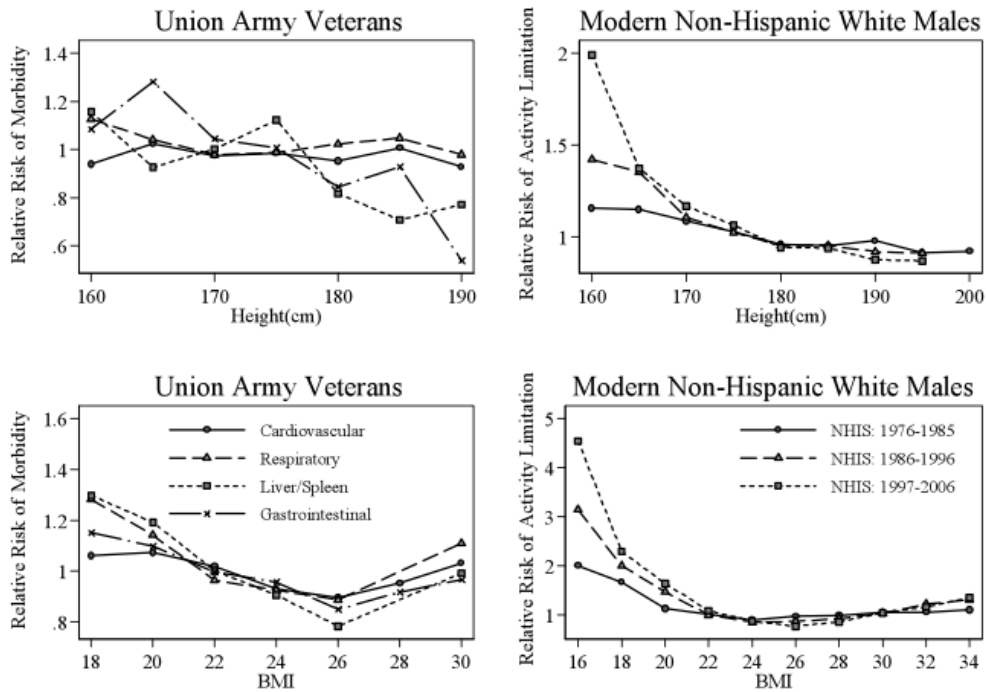 Union Army Veterans
Relative Risk of Morbidity
1.4
1.2
1
.8
.6
160
170
180
190
Height(cm)
Modern Non-Hispanic White Males
Relative Risk of Activity Limitation
2
1.5
1
160
170
180
190
200
Height(cm)
Union Army Veterans
Relative Risk of Morbidity
1.6
1.4
1.2
1
.8
Cardiovascular
Respiratory
Liver/Spleen
Gastrointestinal
18
20
22
24
26
28
30
BMI
Modern Non-Hispanic White Males
Relative Risk of Activity Limitation
5
4
3
2
1
NHIS: 1976-1985
NHIS: 1986-1996
NHIS: 1997-2006
16
18
20
22
24
26
28
30
32
34
BMI